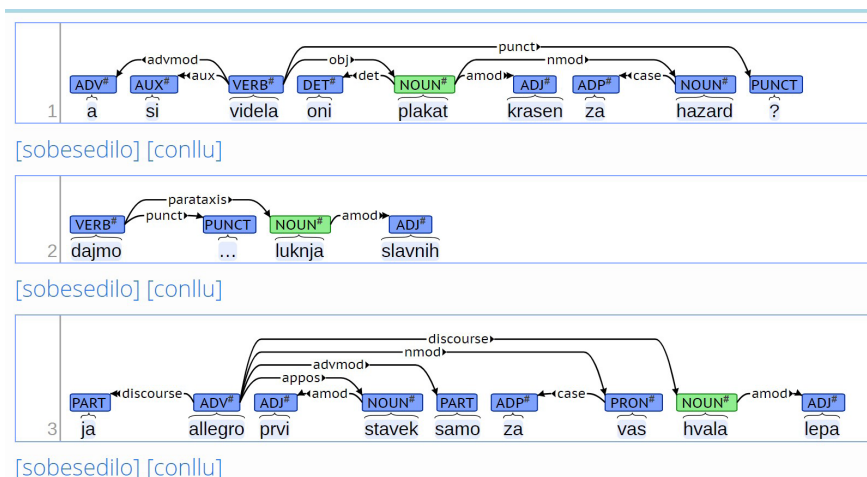 punct
advmod obj nmod
aux det amod case
ADV# AUX# VERB# DET# NOUN# ADJ# ADP# NOUN# PUNCT
1 a si videla oni plakat krasen za hazard ?
[sobesedilo] [conllu]
parataxis
punct amod
VERB# PUNCT NOUN# ADJ#
2 dajmo ... luknja slavnih
[sobesedilo] [conllu]
discourse
nmod
advmod
appos
discourse amod case amod
PART ADV# ADJ# NOUN# PART ADP# PRON# NOUN# ADJ#
3 ja allegro prvi stavek samo za vas hvala lepa
[sobesedilo] [conllu]